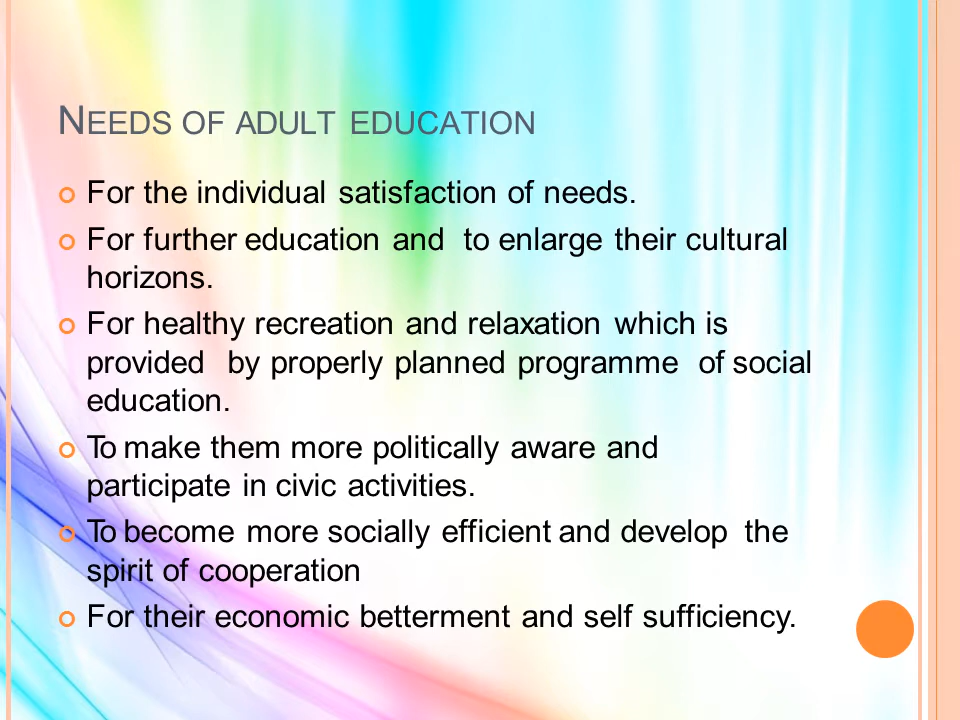 NEEDS OF ADULT EDUCATION
For the individual satisfaction of needs.
For further education and to enlarge their cultural
horizons.
For healthy recreation and relaxation which is
provided by properly planned programme of social
education.
To make them more politically aware and
participate in civic activities.
To become more socially efficient and develop the
spirit of cooperation
For their economic betterment and self sufficiency.